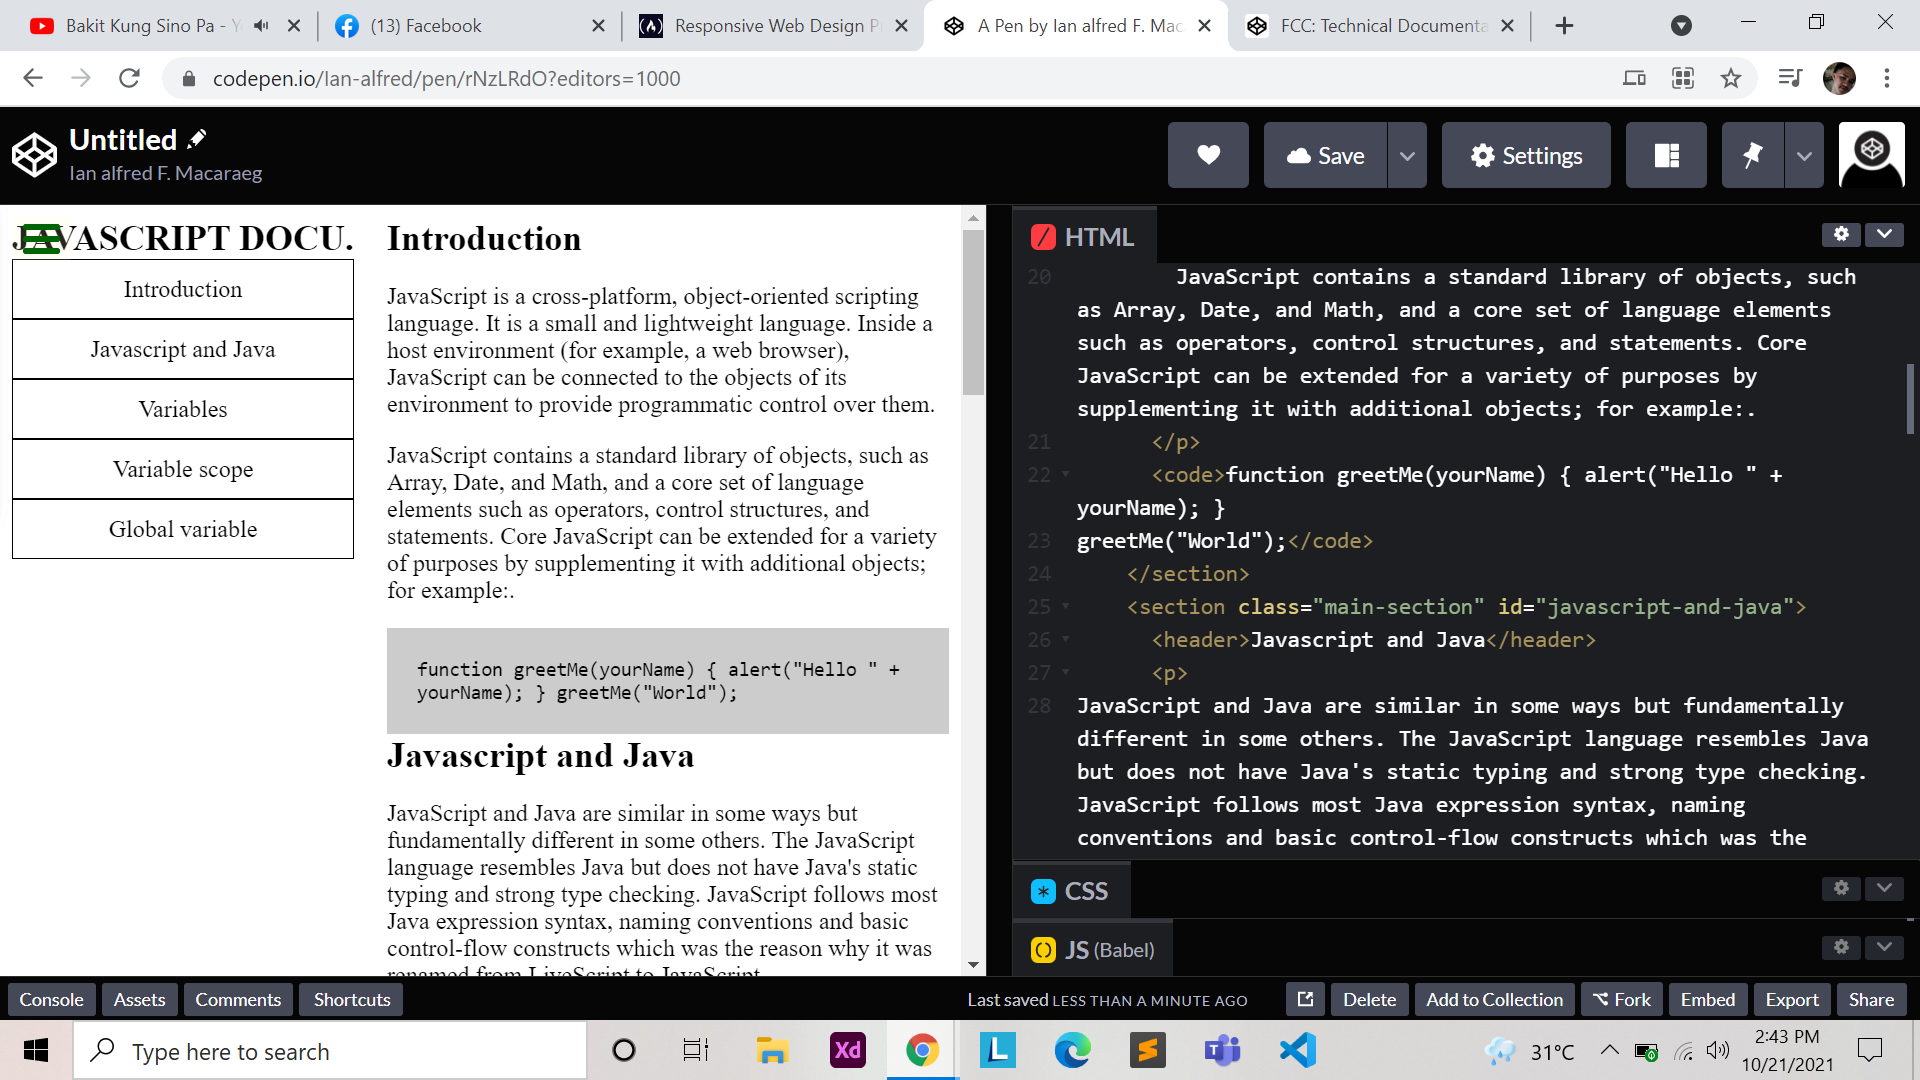 Bakit Kung Sino Pa - Y
(13) Facebook
Responsive Web Design P
A Pen by Ian alfred F. Mac
FCC: Technical Documenta
codepen.io/Ian-alfred/pen/rNzLRdO?editors=1000
Untitled
Ian alfred F. Macaraeg
Save
Settings
JAVASCRIPT DOCU.
Introduction
Javascript and Java
Variables
Variable scope
Global variable
Introduction
JavaScript is a cross-platform, object-oriented scripting
language. It is a small and lightweight language. Inside a
host environment (for example, a web browser),
JavaScript can be connected to the objects of its
environment to provide programmatic control over them.
JavaScript contains a standard library of objects, such as
Array, Date, and Math, and a core set of language
elements such as operators, control structures, and
statements. Core JavaScript can be extended for a variety
of purposes by supplementing it with additional objects;
for example:.
function greetMe(yourName) { alert("Hello " +
yourName); } greetMe("World");
Javascript and Java
JavaScript and Java are similar in some ways but
fundamentally different in some others. The JavaScript
language resembles Java but does not have Java's static
typing and strong type checking. JavaScript follows most
Java expression syntax, naming conventions and basic
control-flow constructs which was the reason why it was
renamed from LiveScript to JavaScript.
HTML
20 JavaScript contains a standard library of objects, such
as Array, Date, and Math, and a core set of language elements
such as operators, control structures, and statements. Core
JavaScript can be extended for a variety of purposes by
supplementing it with additional objects; for example:.
21 </p>
22 <code>function greetMe(yourName) { alert("Hello " +
yourName); }
23 greetMe("World");</code>
24 </section>
25 <section class="main-section" id="javascript-and-java">
26 <header>Javascript and Java</header>
27 <p>
28 JavaScript and Java are similar in some ways but fundamentally
different in some others. The JavaScript language resembles Java
but does not have Java's static typing and strong type checking.
JavaScript follows most Java expression syntax, naming
conventions and basic control-flow constructs which was the
CSS
JS (Babel)
Console
Assets
Comments
Shortcuts
Last saved LESS THAN A MINUTE AGO
Delete
Add to Collection
Fork
Embed
Export
Share
Type here to search
Xd
L
31°C
2:43 PM
10/21/2021